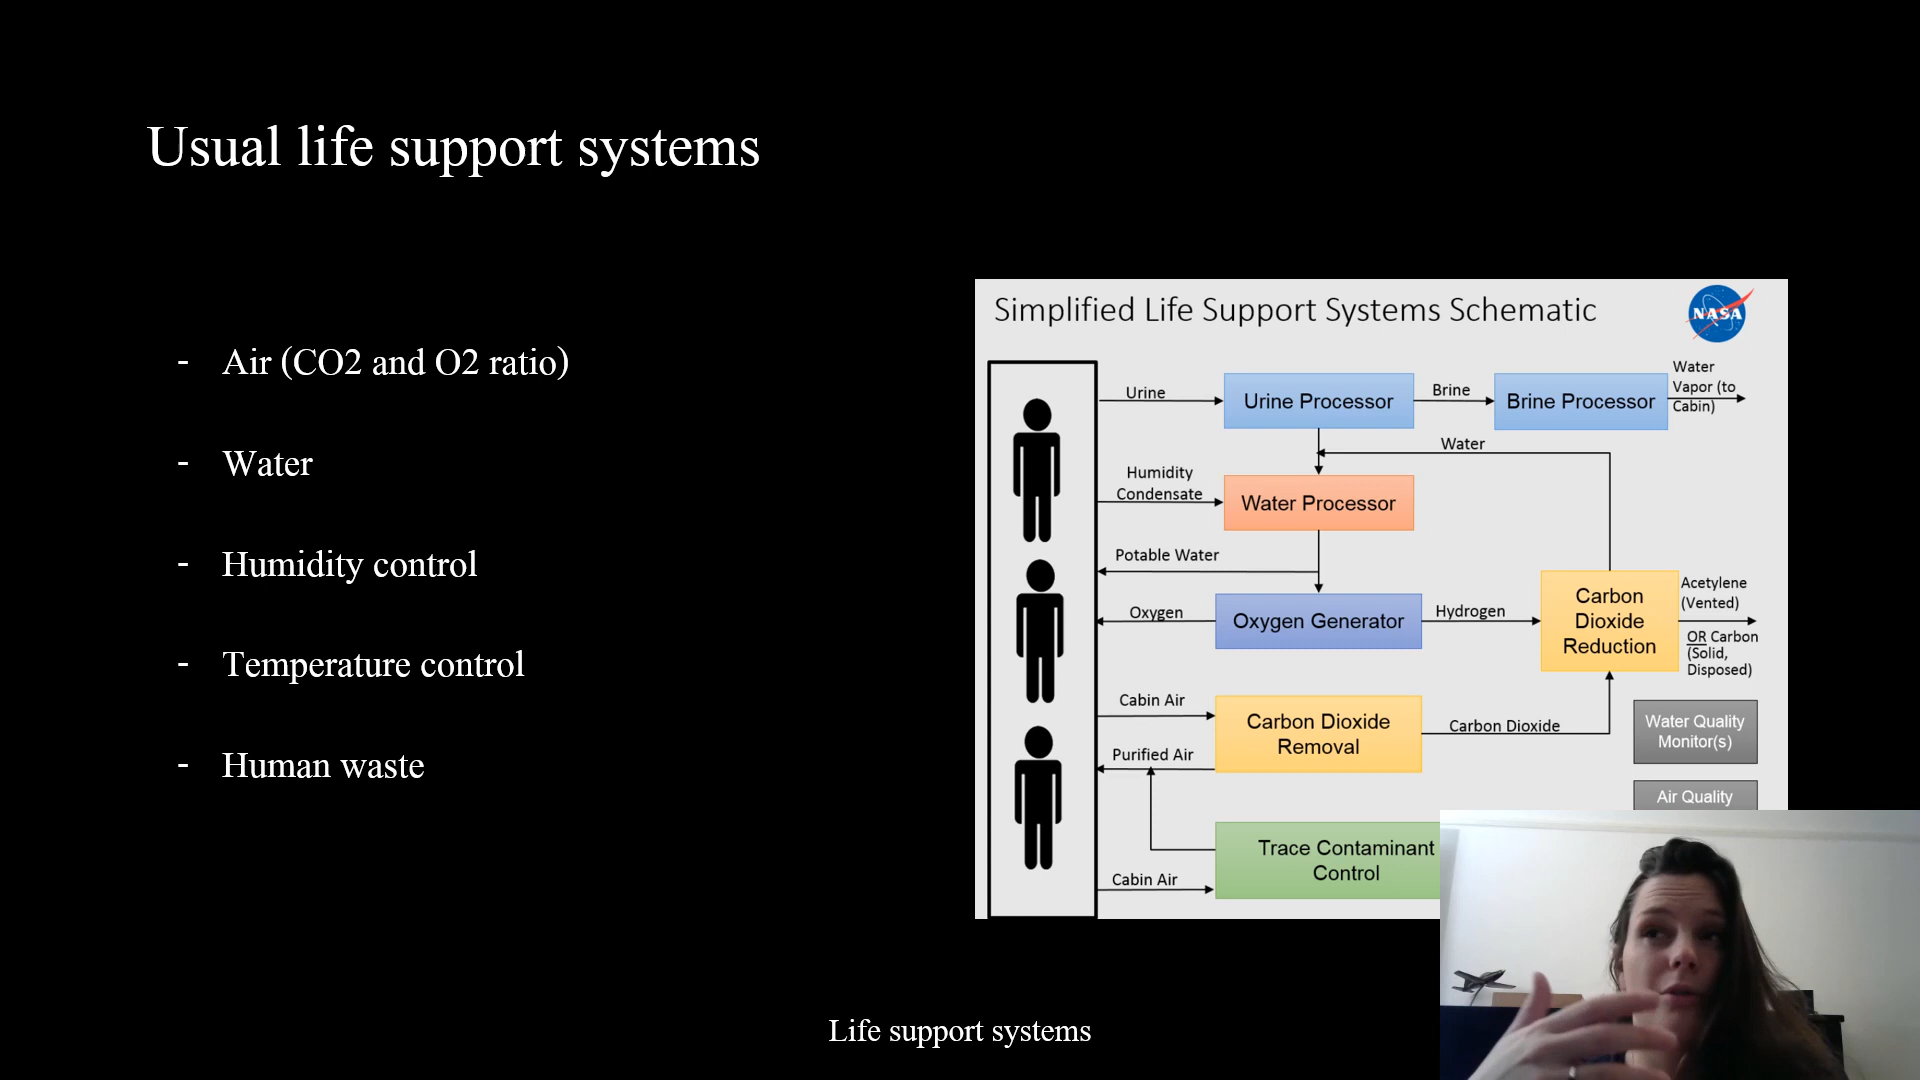 Usual life support systems
- Air (CO2 and O2 ratio)
- Water
- Humidity control
- Temperature control
- Human waste
Simplified Life Support Systems Schematic
NASA
Urine
Urine Processor
Brine
Brine Processor
Water
Vapor (to
Cabin)
Water
Humidity
Condensate
Water Processor
Potable Water
Oxygen
Oxygen Generator
Hydrogen
Carbon
Dioxide
Reduction
Acetylene
(Vented)
OR Carbon
(Solid,
Disposed)
Cabin Air
Carbon Dioxide
Removal
Carbon Dioxide
Purified Air
Water Quality
Monitor(s)
Air Quality
Trace Contaminant
Control
Cabin Air
Life support systems